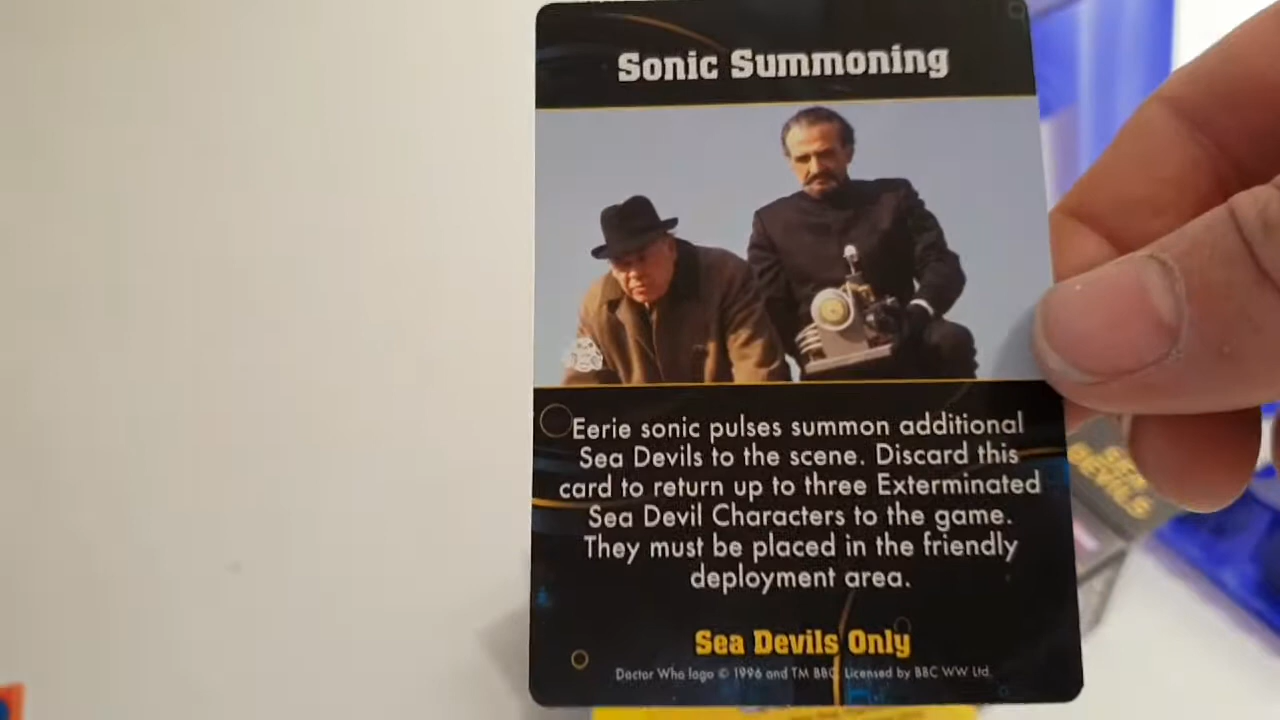 Sonic Summoning
Eerie sonic pulses summon additional
Sea Devils to the scene. Discard this
card to return up to three Exterminated
Sea Devil Characters to the game.
They must be placed in the friendly
deployment area.
Sea Devils Only
Doctor Who logo © 1996 and TM BBC. Licensed by BBC WW Ltd.
SEA
DEVILS